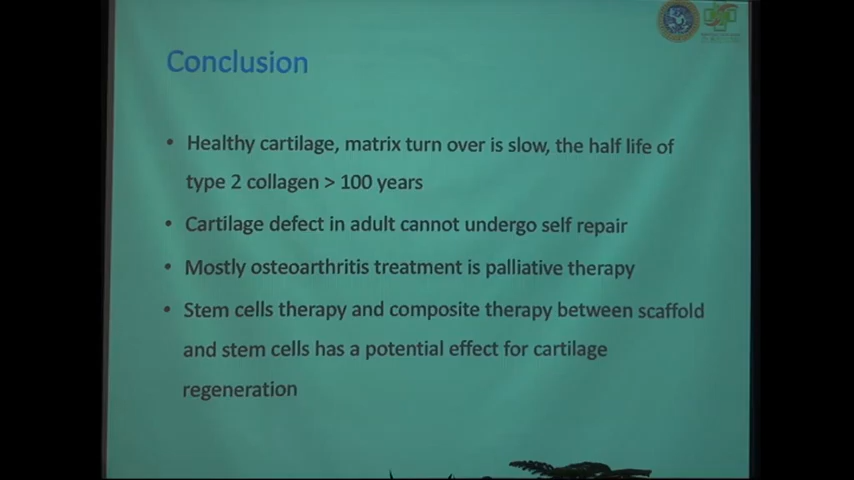 Conclusion
• Healthy cartilage, matrix turn over is slow, the half life of
type 2 collagen > 100 years
• Cartilage defect in adult cannot undergo self repair
• Mostly osteoarthritis treatment is palliative therapy
• Stem cells therapy and composite therapy between scaffold
and stem cells has a potential effect for cartilage
regeneration